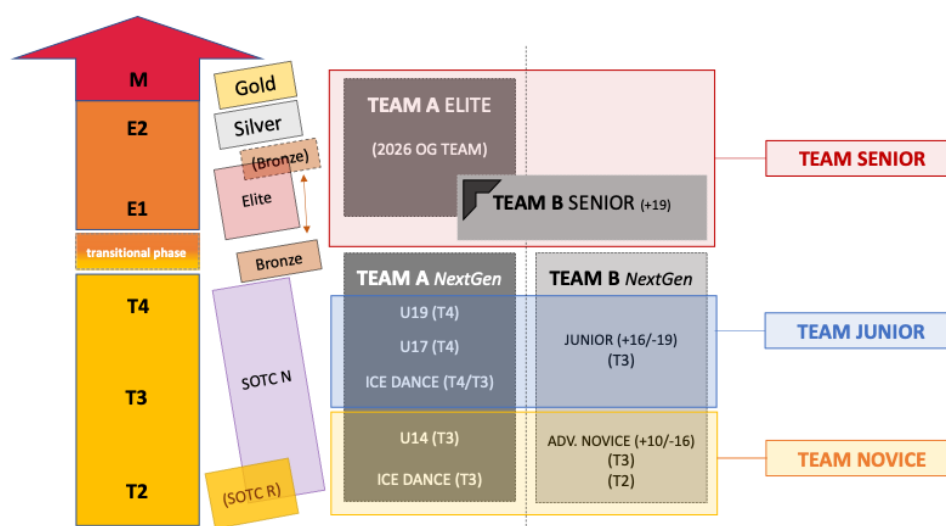 M
E2
E1
transitional phase
T4
T3
T2
Gold
Silver
(Bronze)
Elite
Bronze
SOTC N
(SOTC R)
TEAM A ELITE
(2026 OG TEAM)
TEAM B SENIOR (+19)
TEAM A NextGen
U19 (T4)
U17 (T4)
ICE DANCE (T4/T3)
U14 (T3)
ICE DANCE (T3)
TEAM B NextGen
JUNIOR (+16/-19)
(T3)
ADV. NOVICE (+10/-16)
(T3)
(T2)
TEAM SENIOR
TEAM JUNIOR
TEAM NOVICE